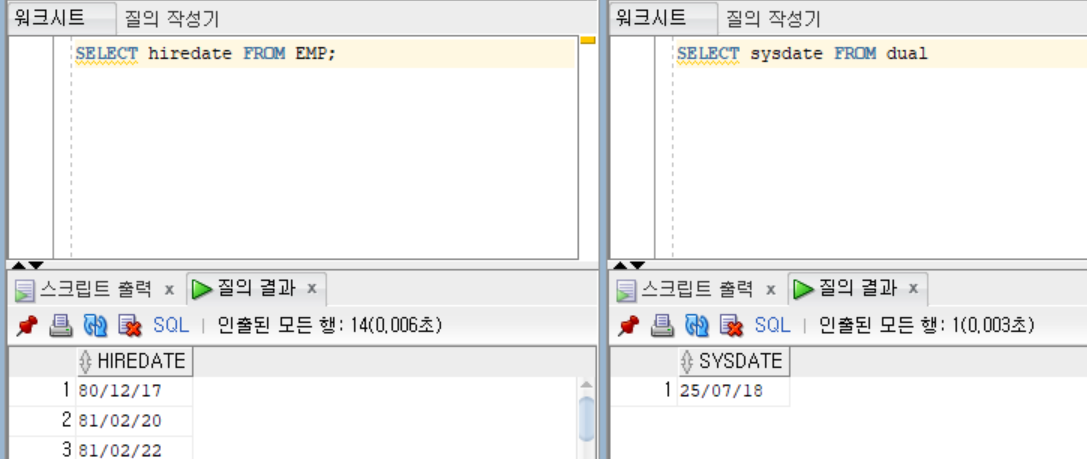 워크시트 질의 작성기
SELECT hiredate FROM EMP;
스크립트 출력 x 질의 결과 x
SQL | 인출된 모든 행: 14(0,006초)
HIREDATE
1 80/12/17
2 81/02/20
3 81/02/22
워크시트 질의 작성기
SELECT sysdate FROM dual
스크립트 출력 x 질의 결과 x
SQL | 인출된 모든 행: 1(0,003초)
SYSDATE
1 25/07/18